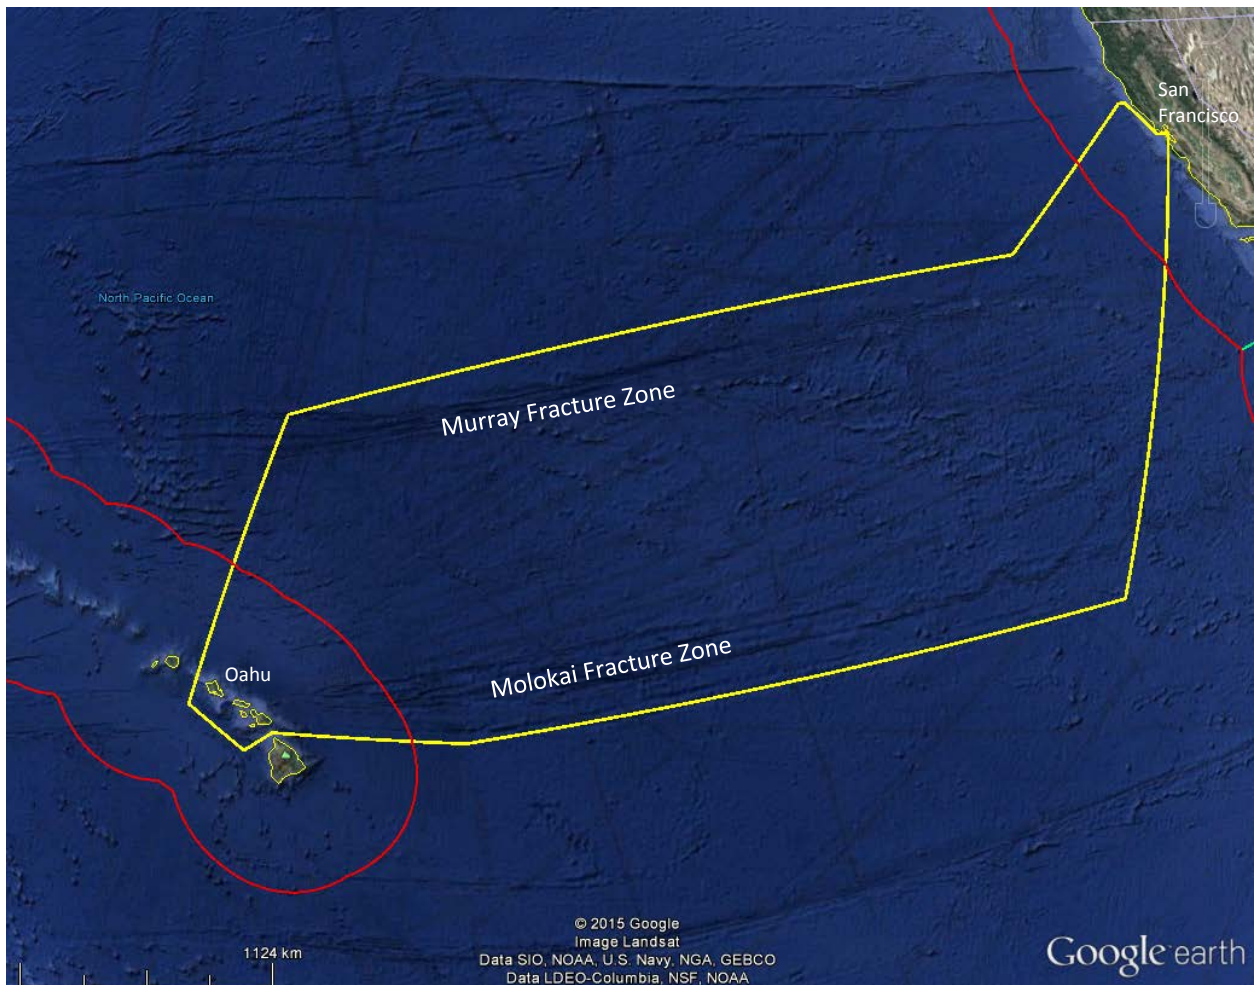 San
Francisco
North Pacific Ocean
Murray Fracture Zone
Molokai Fracture Zone
Oahu
1124 km
© 2015 Google
Image Landsat
Data SIO, NOAA, U.S. Navy, NGA, GEBCO
Data LDEO-Columbia, NSF, NOAA
Google earth